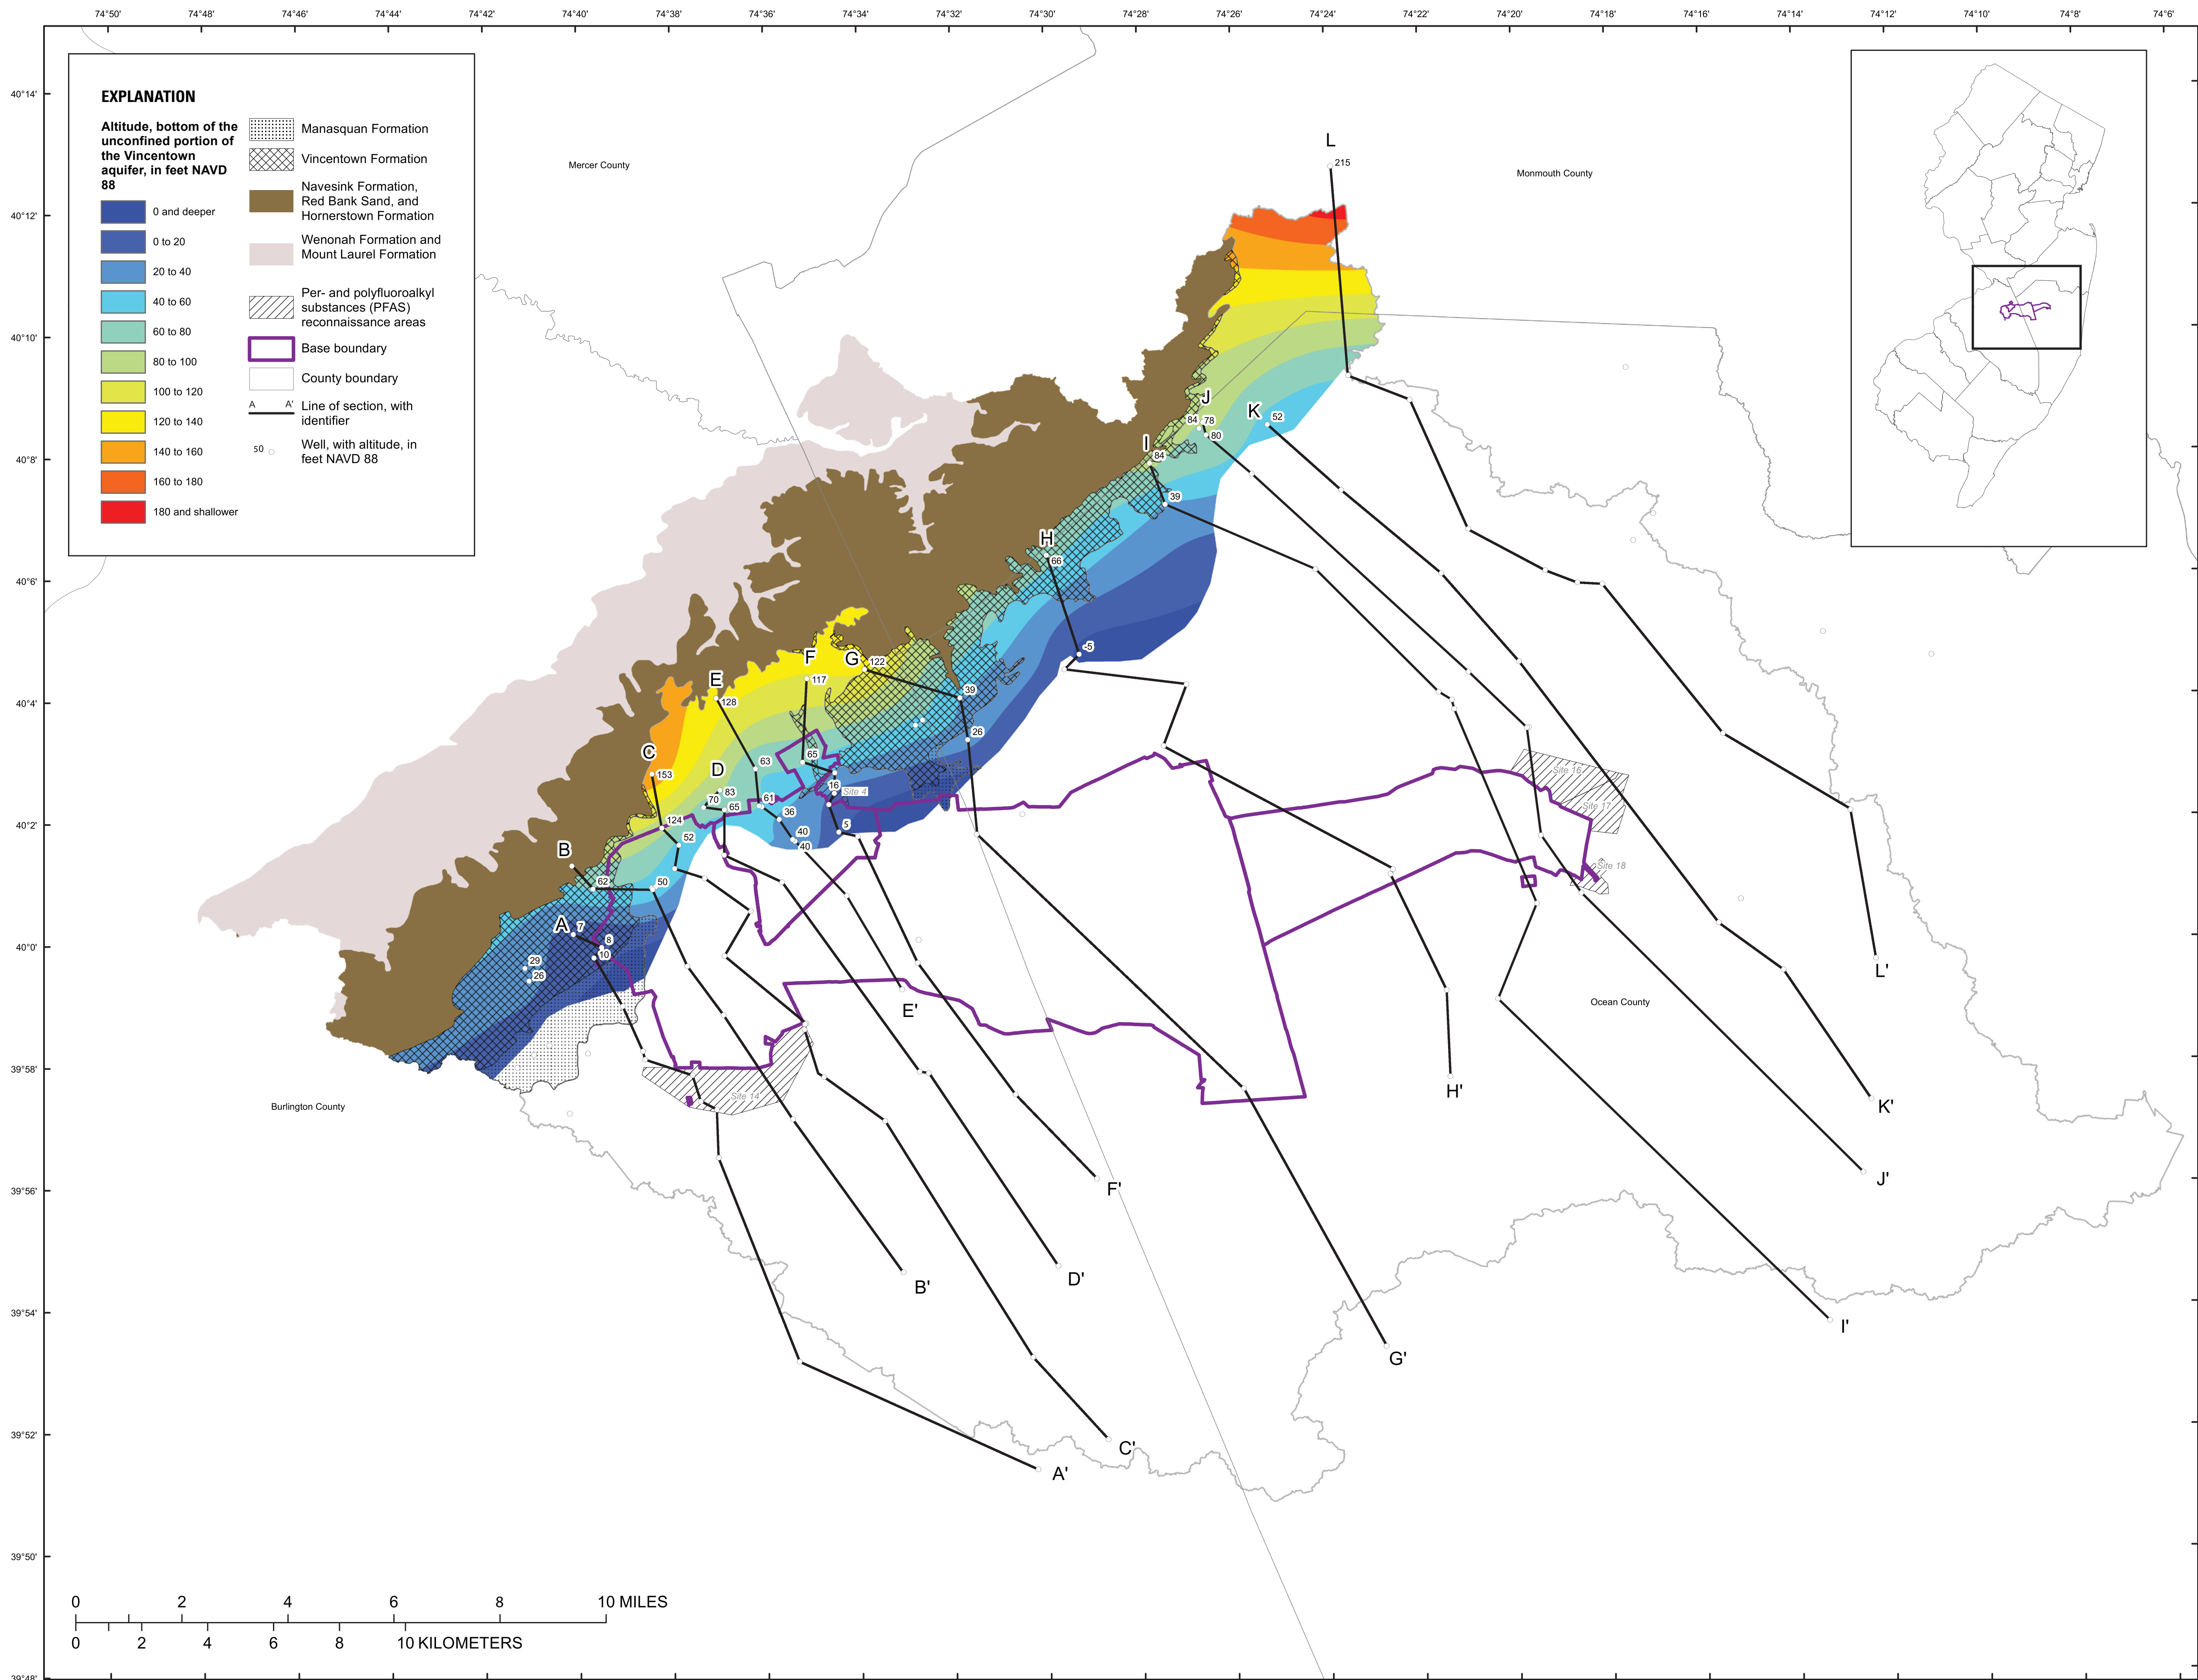 74°50'
74°48'
74°46'
74°44'
74°42'
74°40'
74°38'
74°36'
74°34'
74°32'
74°30'
74°28'
74°26'
74°24'
74°22'
74°20'
74°18'
74°16'
74°14'
74°12'
74°10'
74°8'
74°6'
40°14'
40°12'
40°10'
40°8'
40°6'
40°4'
40°2'
40°0'
39°58'
39°56'
39°54'
39°52'
39°50'
39°48'
EXPLANATION
Altitude, bottom of the
unconfined portion of
the Vincentown
aquifer, in feet NAVD
88
0 and deeper
0 to 20
20 to 40
40 to 60
60 to 80
80 to 100
100 to 120
120 to 140
140 to 160
160 to 180
180 and shallower
Manasquan Formation
Vincentown Formation
Navesink Formation,
Red Bank Sand, and
Hornerstown Formation
Wenonah Formation and
Mount Laurel Formation
Per- and polyfluoroalkyl
substances (PFAS)
reconnaissance areas
Base boundary
County boundary
A A'
Line of section, with
identifier
50
Well, with altitude, in
feet NAVD 88
Mercer County
Monmouth County
L
215
J
K
52
84
78
80
I
84
39
H
66
-5
F
G
122
117
E
128
39
26
C
153
D
63
65
83
70
65
61
16
Site 4
36
124
5
40
40
52
B
62
50
A
7
8
10
29
26
Site 16
Site 17
Site 18
L'
Ocean County
E'
Site 14
Burlington County
H'
K'
J'
F'
D'
B'
I'
G'
C'
A'
0 2 4 6 8 10 MILES
0 2 4 6 8 10 KILOMETERS